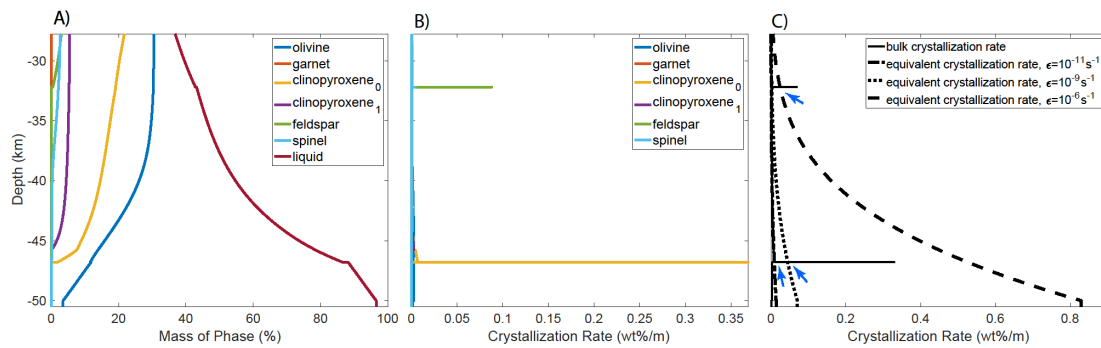 A)
B)
C)
-30
-35
-40
-45
-50
Depth (km)
0
20
40
60
80
100
Mass of Phase (%)
olivine
garnet
clinopyroxene0
clinopyroxene1
feldspar
spinel
liquid
0
0.05
0.1
0.15
0.2
0.25
0.3
0.35
Crystallization Rate (wt%/m)
olivine
garnet
clinopyroxene0
clinopyroxene1
feldspar
spinel
0
0.2
0.4
0.6
0.8
Crystallization Rate (wt%/m)
bulk crystallization rate
equivalent crystallization rate, ϵ=10-11s-1
equivalent crystallization rate, ϵ=10-9s-1
equivalent crystallization rate, ϵ=10-6s-1